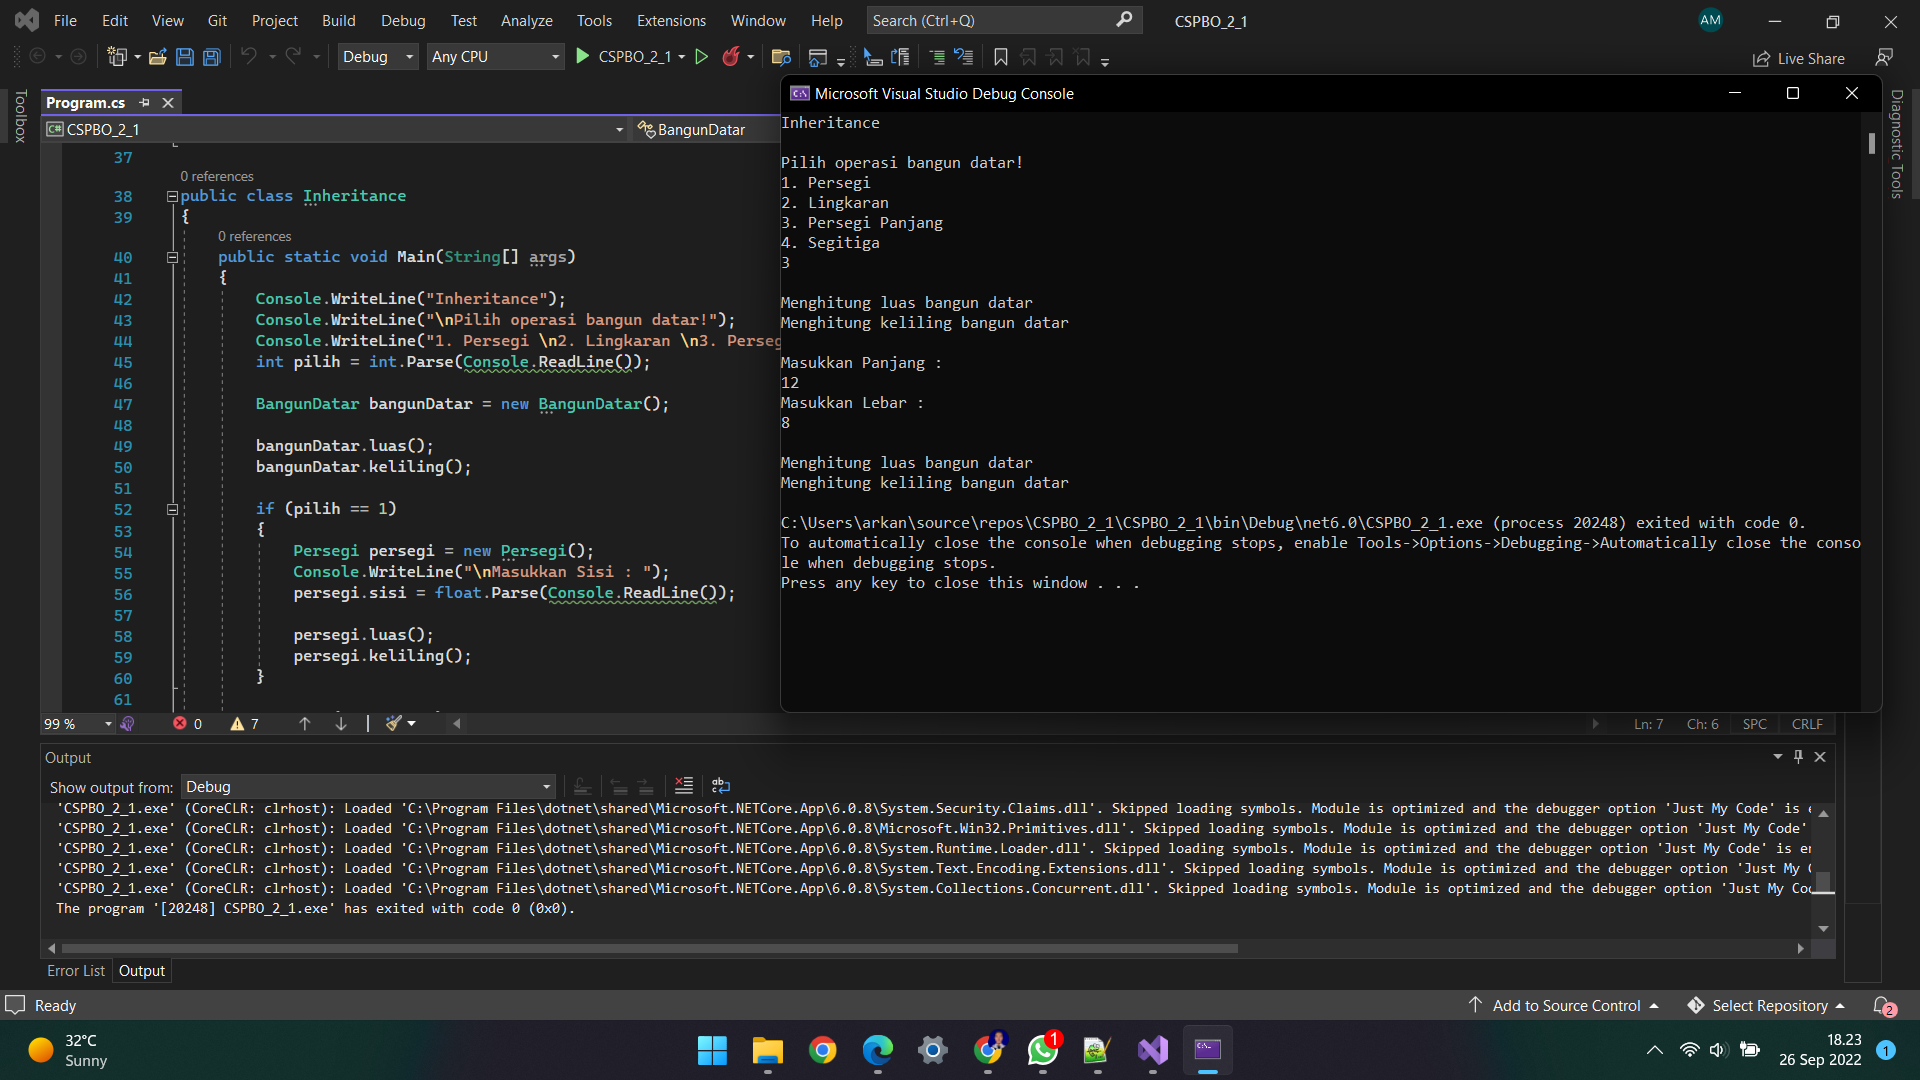 File Edit View Git Project Build Debug Test Analyze Tools Extensions Window Help Search (Ctrl+Q) CSPBO_2_1 AM
Debug Any CPU CSPBO_2_1 Live Share
Toolbox
Program.cs
CSPBO_2_1 BangunDatar
37
0 references
38 public class Inheritance
39 {
0 references
40 public static void Main(String[] args)
41 {
42 Console.WriteLine("Inheritance");
43 Console.WriteLine("\nPilih operasi bangun datar!");
44 Console.WriteLine("1. Persegi \n2. Lingkaran \n3. Perseg
45 int pilih = int.Parse(Console.ReadLine());
46
47 BangunDatar bangunDatar = new BangunDatar();
48
49 bangunDatar.luas();
50 bangunDatar.keliling();
51
52 if (pilih == 1)
53 {
54 Persegi persegi = new Persegi();
55 Console.WriteLine("\nMasukkan Sisi : ");
56 persegi.sisi = float.Parse(Console.ReadLine());
57
58 persegi.luas();
59 persegi.keliling();
60 }
61
99 % 0 7 Ln: 7 Ch: 6 SPC CRLF
Microsoft Visual Studio Debug Console
Inheritance
Pilih operasi bangun datar!
1. Persegi
2. Lingkaran
3. Persegi Panjang
4. Segitiga
3
Menghitung luas bangun datar
Menghitung keliling bangun datar
Masukkan Panjang :
12
Masukkan Lebar :
8
Menghitung luas bangun datar
Menghitung keliling bangun datar
C:\Users\arkan\source\repos\CSPBO_2_1\CSPBO_2_1\bin\Debug\net6.0\CSPBO_2_1.exe (process 20248) exited with code 0.
To automatically close the console when debugging stops, enable Tools->Options->Debugging->Automatically close the conso
le when debugging stops.
Press any key to close this window . . .
Diagnostic Tools
Output
Show output from: Debug
'CSPBO_2_1.exe' (CoreCLR: clrhost): Loaded 'C:\Program Files\dotnet\shared\Microsoft.NETCore.App\6.0.8\System.Security.Claims.dll'. Skipped loading symbols. Module is optimized and the debugger option 'Just My Code' is e
'CSPBO_2_1.exe' (CoreCLR: clrhost): Loaded 'C:\Program Files\dotnet\shared\Microsoft.NETCore.App\6.0.8\Microsoft.Win32.Primitives.dll'. Skipped loading symbols. Module is optimized and the debugger option 'Just My Code'
'CSPBO_2_1.exe' (CoreCLR: clrhost): Loaded 'C:\Program Files\dotnet\shared\Microsoft.NETCore.App\6.0.8\System.Runtime.Loader.dll'. Skipped loading symbols. Module is optimized and the debugger option 'Just My Code' is e
'CSPBO_2_1.exe' (CoreCLR: clrhost): Loaded 'C:\Program Files\dotnet\shared\Microsoft.NETCore.App\6.0.8\System.Text.Encoding.Extensions.dll'. Skipped loading symbols. Module is optimized and the debugger option 'Just My C
'CSPBO_2_1.exe' (CoreCLR: clrhost): Loaded 'C:\Program Files\dotnet\shared\Microsoft.NETCore.App\6.0.8\System.Collections.Concurrent.dll'. Skipped loading symbols. Module is optimized and the debugger option 'Just My Co
The program '[20248] CSPBO_2_1.exe' has exited with code 0 (0x0).
Error List Output
Ready Add to Source Control Select Repository 2
32°C
Sunny
1
18.23
26 Sep 2022
1